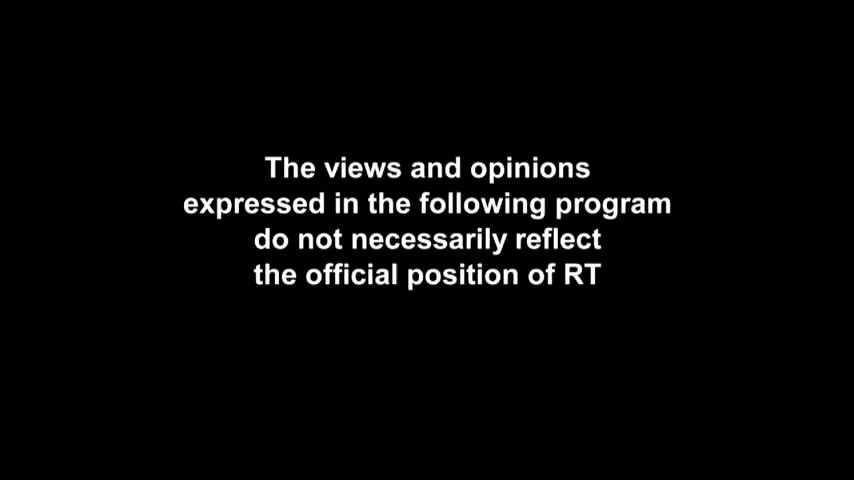 The views and opinions
expressed in the following program
do not necessarily reflect
the official position of RT